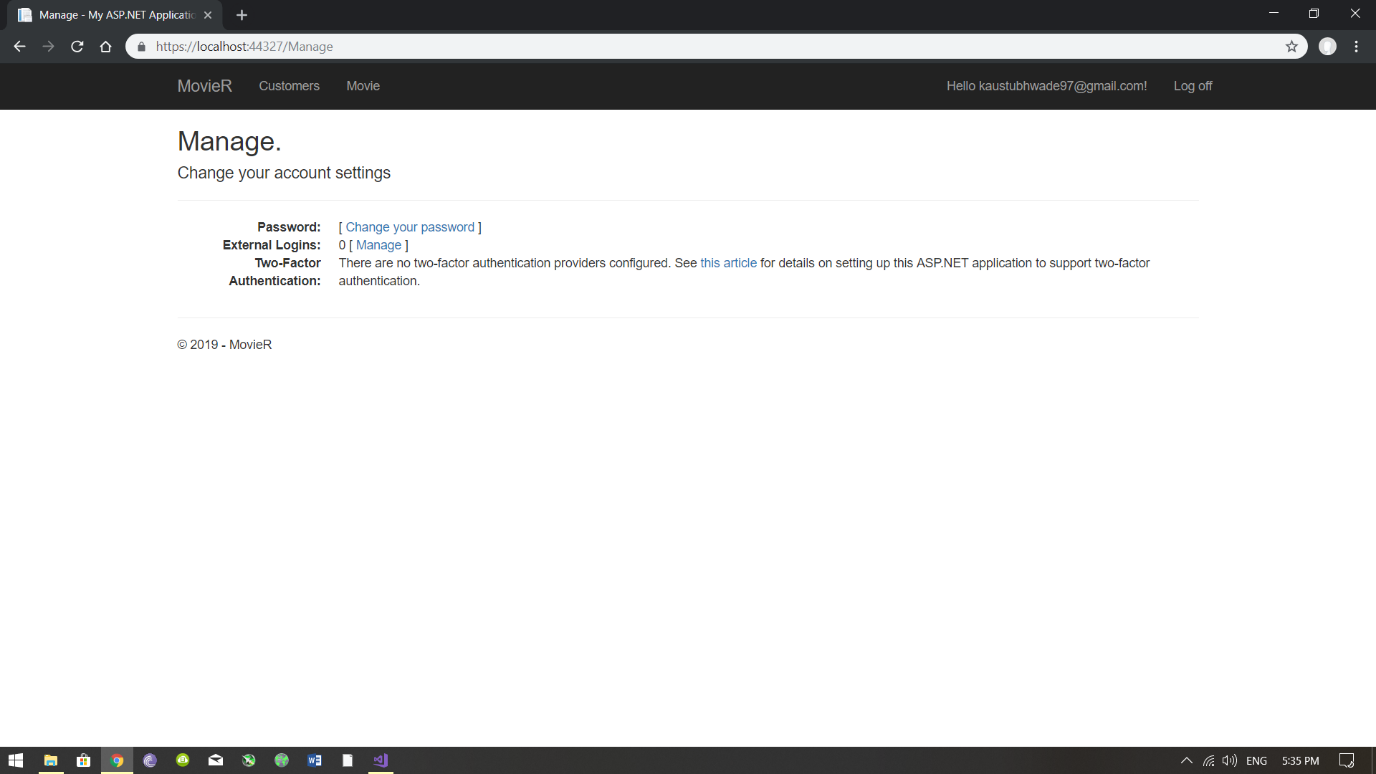 Manage - My ASP.NET Applicatio
https://localhost:44327/Manage
MovieR Customers Movie Hello kaustubhwade97@gmail.com! Log off
Manage.
Change your account settings
Password: [ Change your password ]
External Logins: 0 [ Manage ]
Two-Factor There are no two-factor authentication providers configured. See this article for details on setting up this ASP.NET application to support two-factor
Authentication: authentication.
© 2019 - MovieR
ENG 5:35 PM